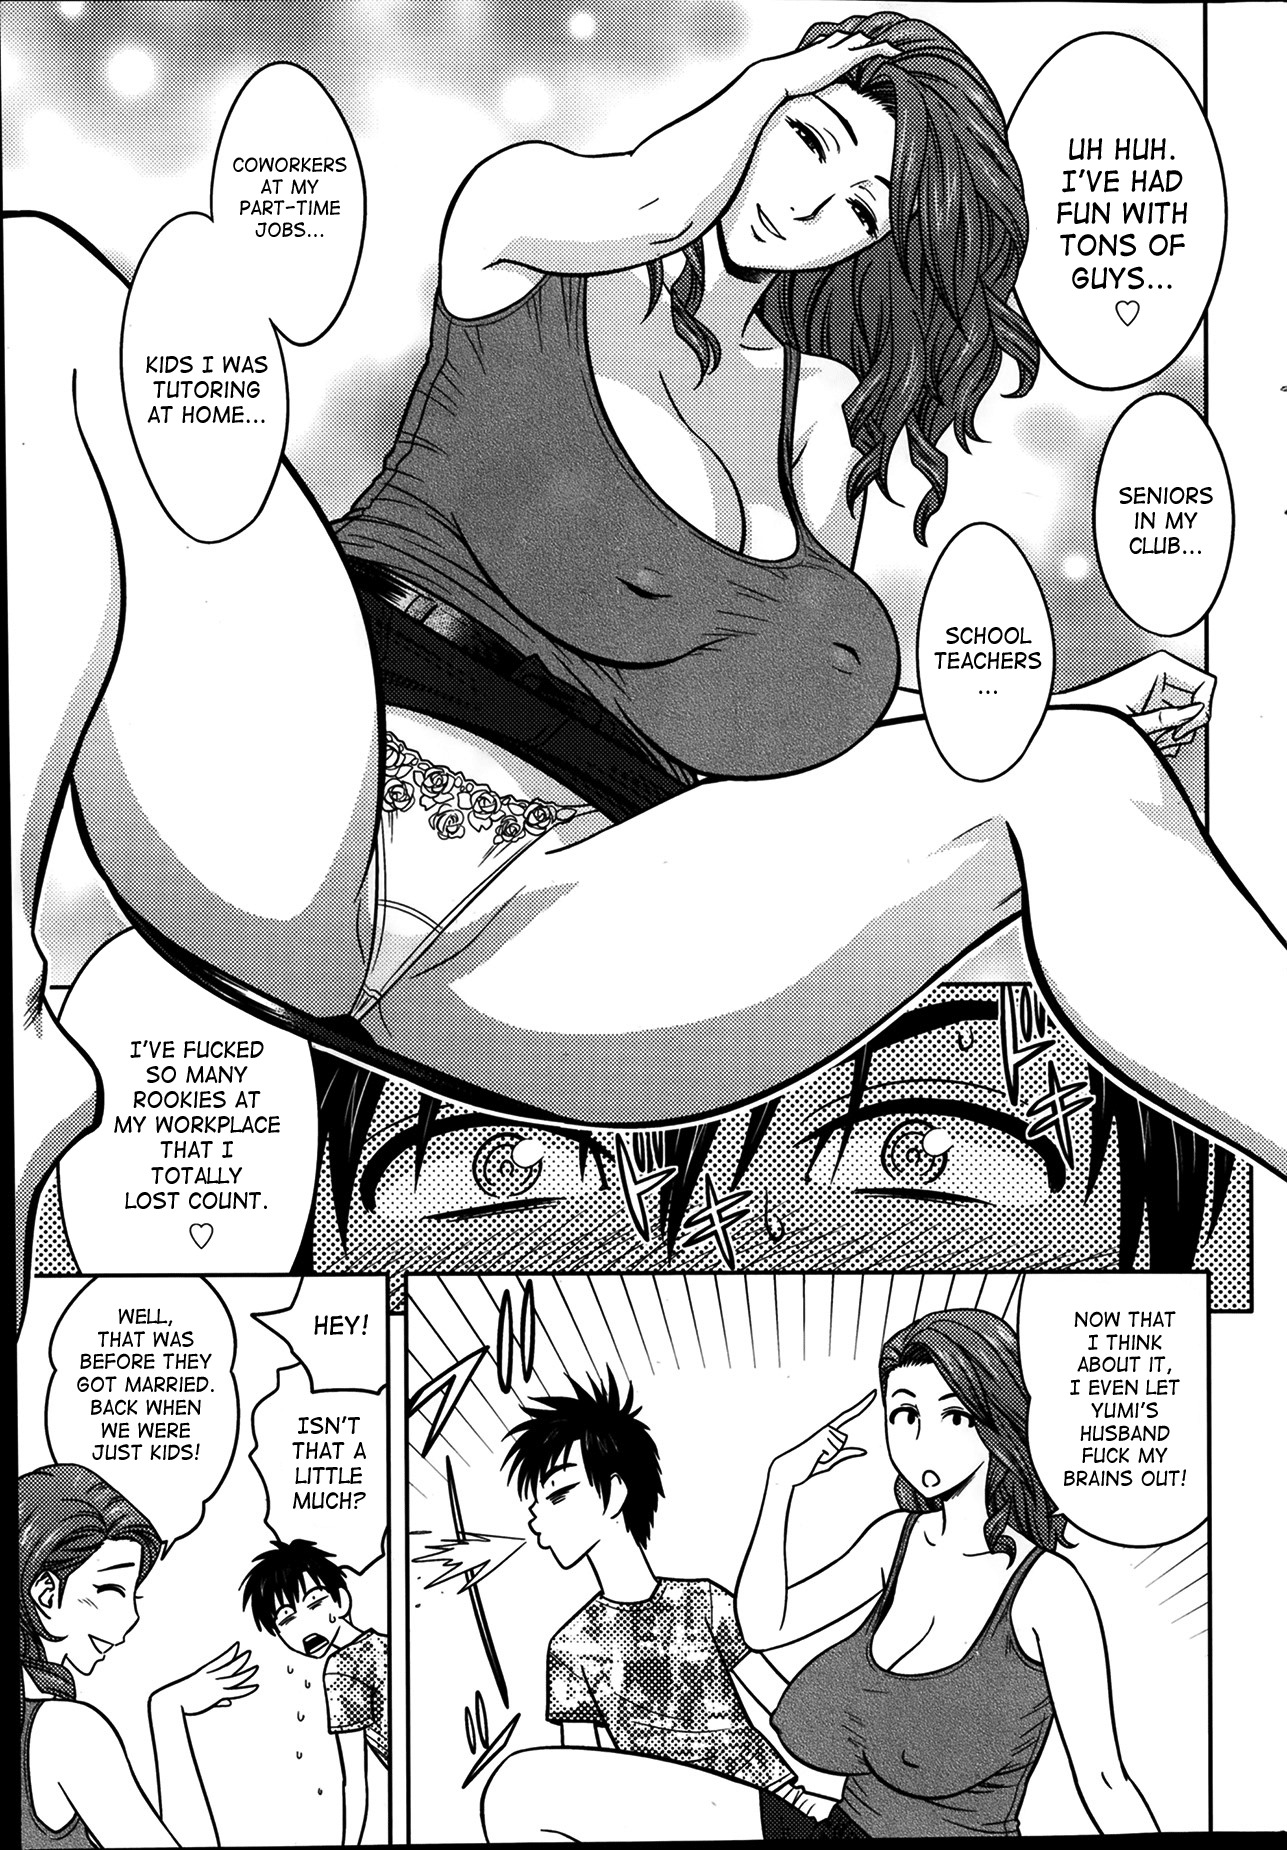 UH HUH.
I'VE HAD
FUN WITH
TONS OF
GUYS...
♡
SENIORS
IN MY
CLUB...
SCHOOL
TEACHERS
...
COWORKERS
AT MY
PART-TIME
JOBS...
KIDS I WAS
TUTORING
AT HOME...
I'VE FUCKED
SO MANY
ROOKIES AT
MY WORKPLACE
THAT I
TOTALLY
LOST COUNT.
♡
NOW THAT
I THINK
ABOUT IT,
I EVEN LET
YUMI'S
HUSBAND
FUCK MY
BRAINS OUT!
HEY!
ISN'T
THAT A
LITTLE
MUCH?
WELL,
THAT WAS
BEFORE THEY
GOT MARRIED.
BACK WHEN
WE WERE
JUST KIDS!